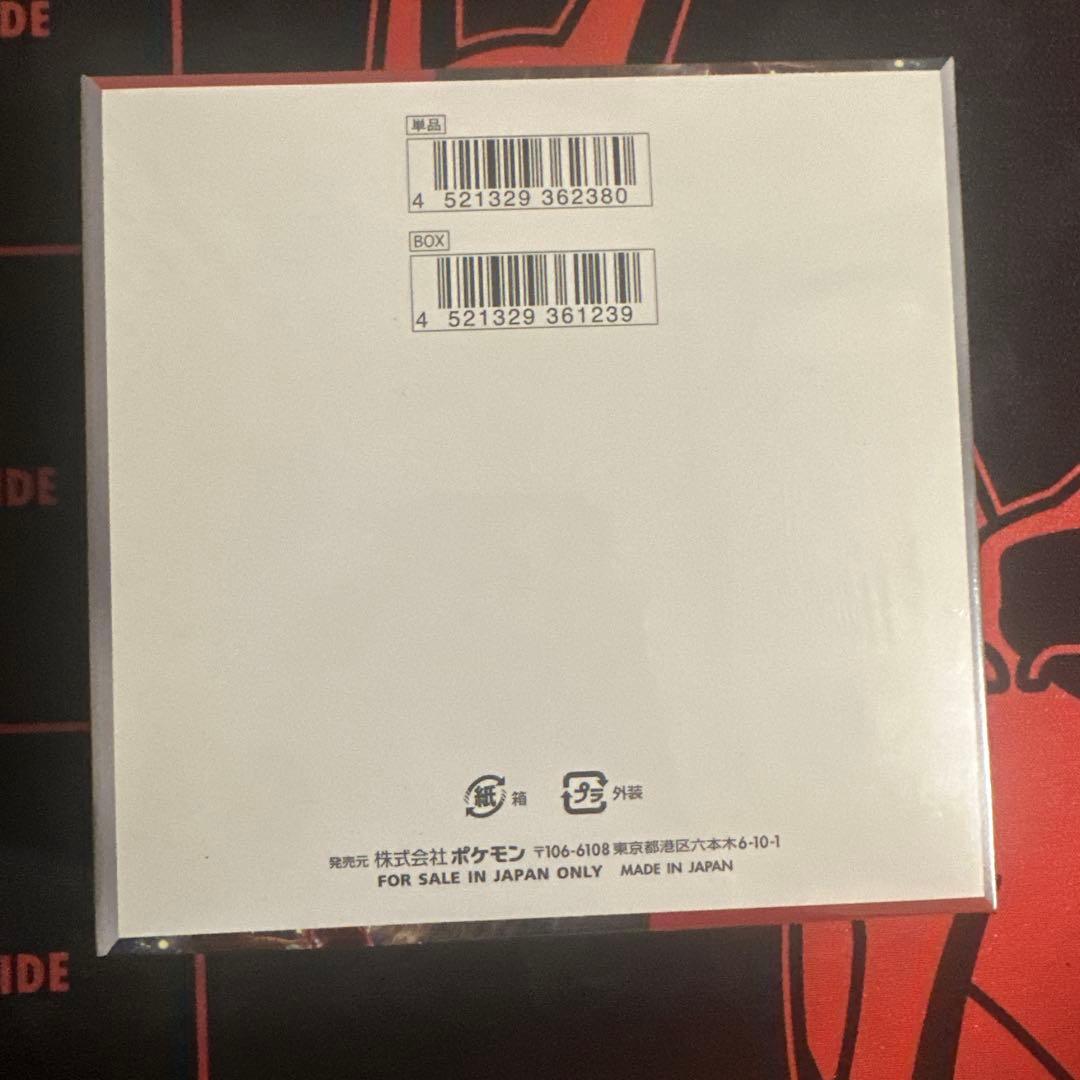 IDE
単品
4 521329 362380
BOX
4 521329 361239
IDE
紙 箱 プラ 外装
発売元 株式会社ポケモン 〒106-6108 東京都港区六本木6-10-1
FOR SALE IN JAPAN ONLY MADE IN JAPAN
IDE